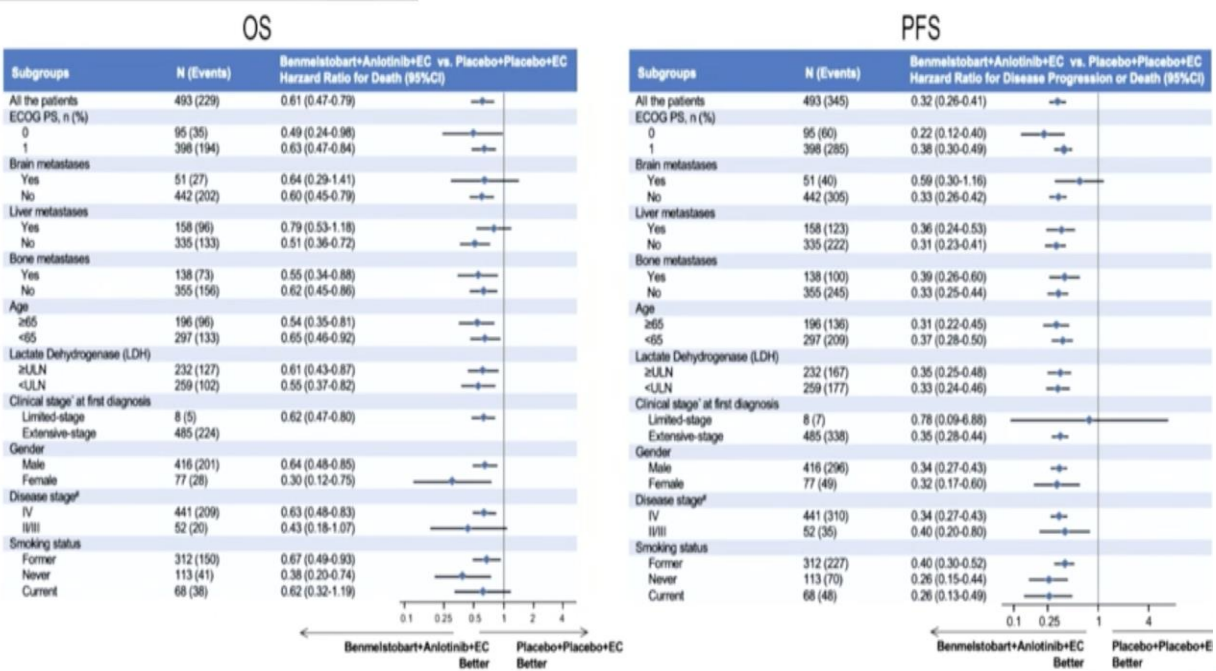 OS
Subgroups N (Events) Benmelstobart+Anlotinib+EC vs. Placebo+Placebo+EC
Harzard Ratio for Death (95%CI)
All the patients 493 (229) 0.61 (0.47-0.79)
ECOG PS, n (%)
0 95 (35) 0.49 (0.24-0.98)
1 398 (194) 0.63 (0.47-0.84)
Brain metastases
Yes 51 (27) 0.64 (0.29-1.41)
No 442 (202) 0.60 (0.45-0.79)
Liver metastases
Yes 158 (96) 0.79 (0.53-1.18)
No 335 (133) 0.51 (0.36-0.72)
Bone metastases
Yes 138 (73) 0.55 (0.34-0.88)
No 355 (156) 0.62 (0.45-0.86)
Age
≥65 196 (96) 0.54 (0.35-0.81)
<65 297 (133) 0.65 (0.46-0.92)
Lactate Dehydrogenase (LDH)
≥ULN 232 (127) 0.61 (0.43-0.87)
<ULN 259 (102) 0.55 (0.37-0.82)
Clinical stage* at first diagnosis
Limited-stage 8 (5) 0.62 (0.47-0.80)
Extensive-stage 485 (224)
Gender
Male 416 (201) 0.64 (0.48-0.85)
Female 77 (28) 0.30 (0.12-0.75)
Disease stage#
IV 441 (209) 0.63 (0.48-0.83)
II/III 52 (20) 0.43 (0.18-1.07)
Smoking status
Former 312 (150) 0.67 (0.49-0.93)
Never 113 (41) 0.38 (0.20-0.74)
Current 68 (38) 0.62 (0.32-1.19)
0.1 0.25 0.5 1 2 4
Benmelstobart+Anlotinib+EC Placebo+Placebo+EC
Better Better
PFS
Subgroups N (Events) Benmelstobart+Anlotinib+EC vs. Placebo+Placebo+EC
Harzard Ratio for Disease Progression or Death (95%CI)
All the patients 493 (345) 0.32 (0.26-0.41)
ECOG PS, n (%)
0 95 (60) 0.22 (0.12-0.40)
1 398 (285) 0.38 (0.30-0.49)
Brain metastases
Yes 51 (40) 0.59 (0.30-1.16)
No 442 (305) 0.33 (0.26-0.42)
Liver metastases
Yes 158 (123) 0.36 (0.24-0.53)
No 335 (222) 0.31 (0.23-0.41)
Bone metastases
Yes 138 (100) 0.39 (0.26-0.60)
No 355 (245) 0.33 (0.25-0.44)
Age
≥65 196 (136) 0.31 (0.22-0.45)
<65 297 (209) 0.37 (0.28-0.50)
Lactate Dehydrogenase (LDH)
≥ULN 232 (167) 0.35 (0.25-0.48)
<ULN 259 (177) 0.33 (0.24-0.46)
Clinical stage* at first diagnosis
Limited-stage 8 (7) 0.78 (0.09-6.88)
Extensive-stage 485 (338) 0.35 (0.28-0.44)
Gender
Male 416 (296) 0.34 (0.27-0.43)
Female 77 (49) 0.32 (0.17-0.60)
Disease stage#
IV 441 (310) 0.34 (0.27-0.43)
II/III 52 (35) 0.40 (0.20-0.80)
Smoking status
Former 312 (227) 0.40 (0.30-0.52)
Never 113 (70) 0.26 (0.15-0.44)
Current 68 (48) 0.26 (0.13-0.49)
0.1 0.25 1 4
Benmelstobart+Anlotinib+EC Placebo+Placebo+E
Better Better